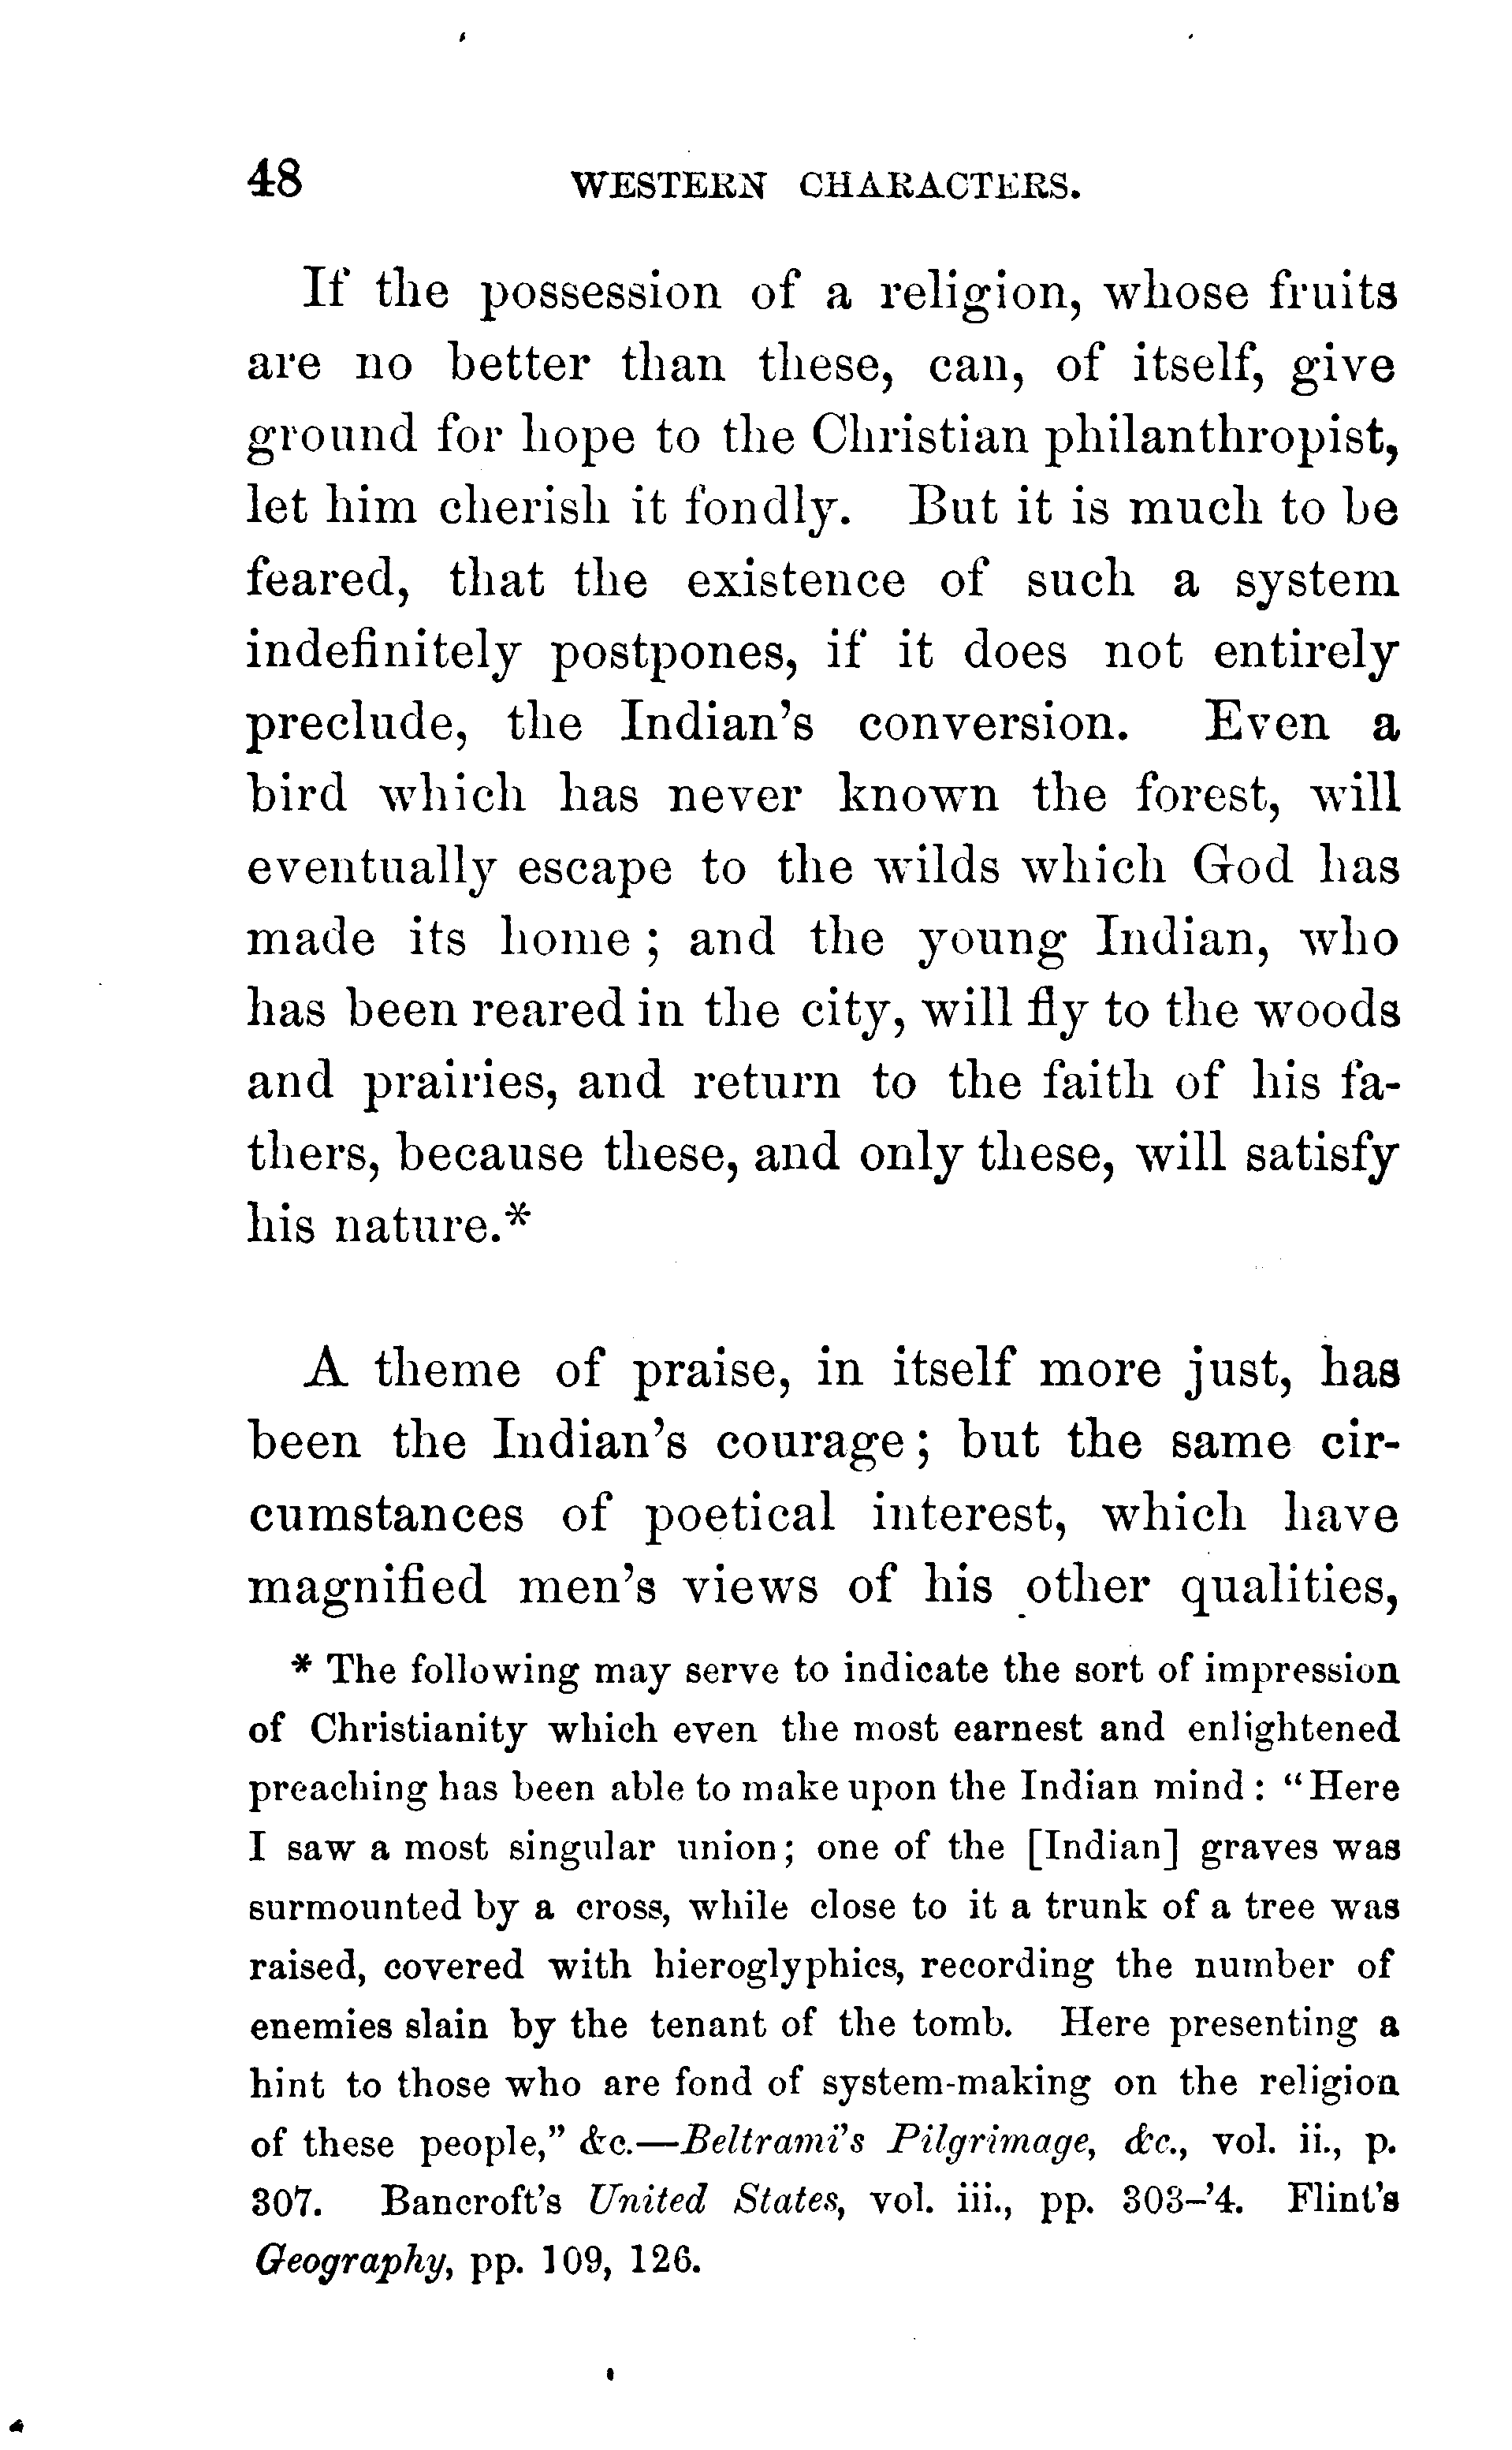 48 WESTERN CHARACTERS.
If the possession of a religion, whose fruits
are no better than these, can, of itself, give
ground for hope to the Christian philanthropist,
let him cherish it fondly. But it is much to be
feared, that the existence of such a system
indefinitely postpones, if it does not entirely
preclude, the Indian's conversion. Even a
bird which has never known the forest, will
eventually escape to the wilds which God has
made its home; and the young Indian, who
has been reared in the city, will fly to the woods
and prairies, and return to the faith of his fa-
thers, because these, and only these, will satisfy
his nature.*
A theme of praise, in itself more just, has
been the Indian's courage; but the same cir-
cumstances of poetical interest, which have
magnified men's views of his other qualities,
* The following may serve to indicate the sort of impression
of Christianity which even the most earnest and enlightened
preaching has been able to make upon the Indian mind: "Here
I saw a most singular union; one of the [Indian] graves was
surmounted by a cross, while close to it a trunk of a tree was
raised, covered with hieroglyphics, recording the number of
enemies slain by the tenant of the tomb. Here presenting a
hint to those who are fond of system-making on the religion
of these people," &c.—Beltrami's Pilgrimage, &c., vol. ii., p.
307. Bancroft's United States, vol. iii., pp. 303-'4. Flint's
Geography, pp. 109, 126.